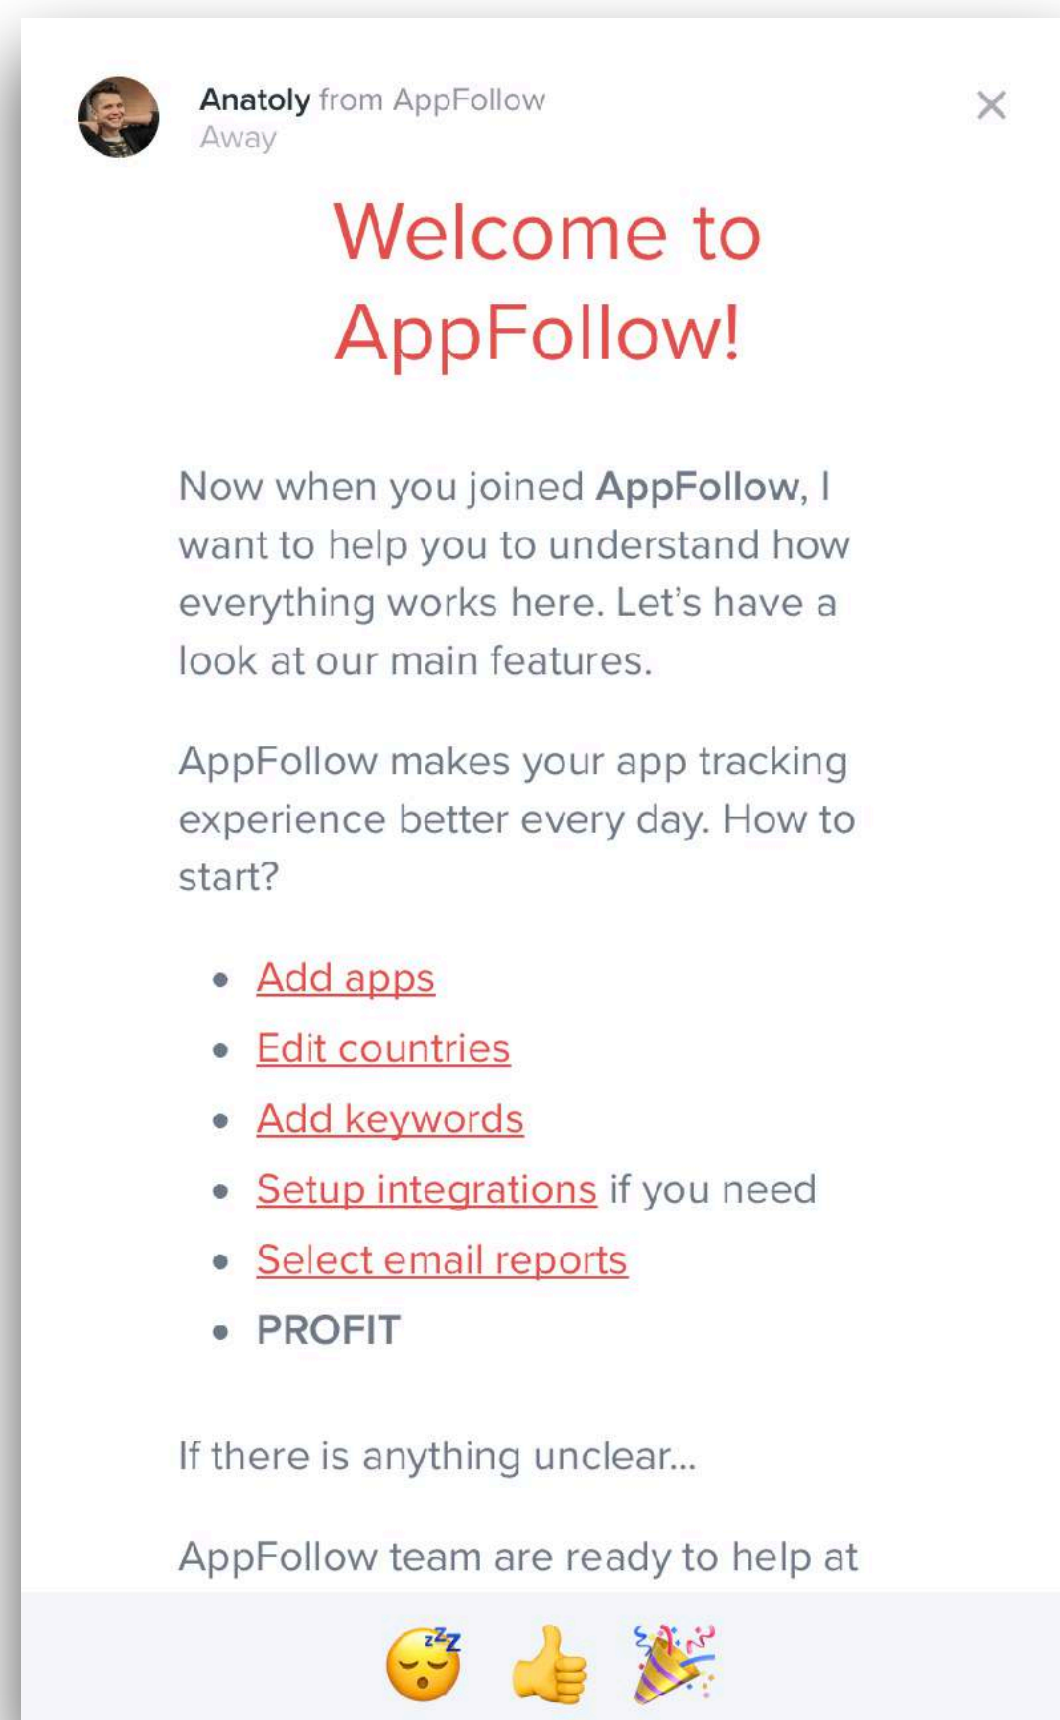 Anatoly from AppFollow
Away
Welcome to
AppFollow!
Now when you joined AppFollow, I
want to help you to understand how
everything works here. Let's have a
look at our main features.
AppFollow makes your app tracking
experience better every day. How to
start?
• Add apps
• Edit countries
• Add keywords
• Setup integrations if you need
• Select email reports
• PROFIT
If there is anything unclear...
AppFollow team are ready to help at